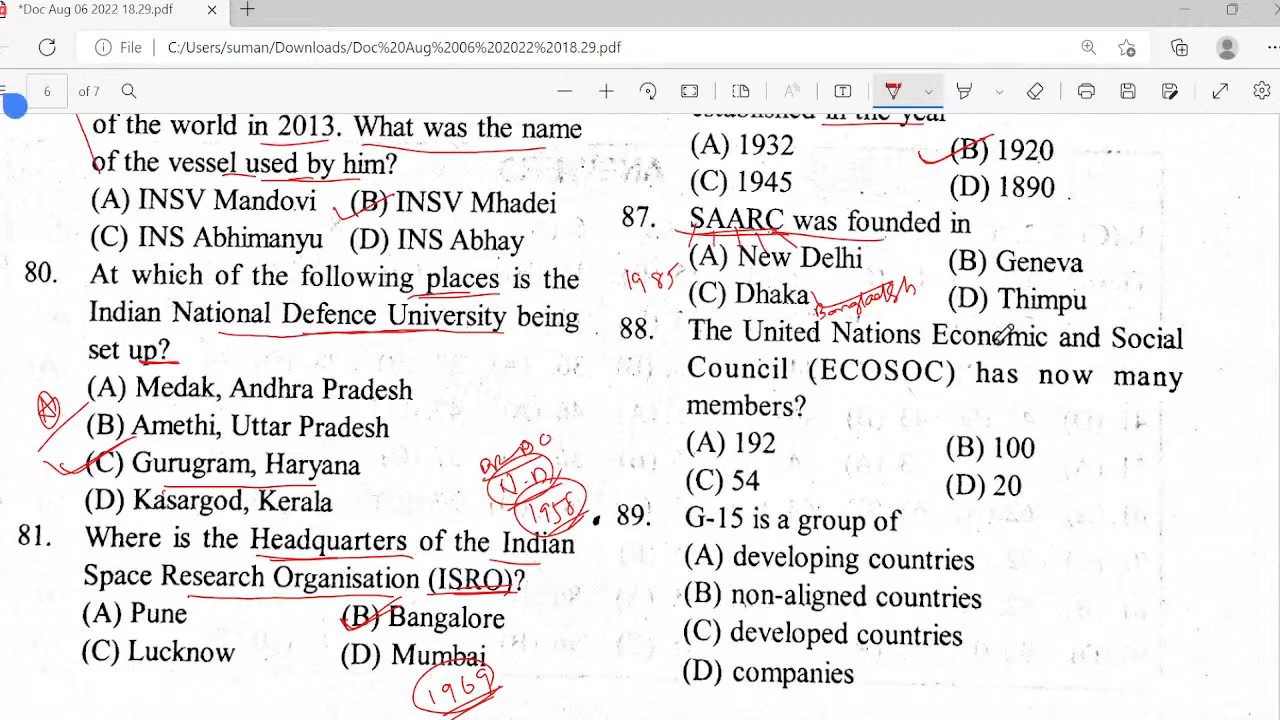 *Doc Aug 06 2022 18.29.pdf
File
C:/Users/suman/Downloads/Doc%20Aug%2006%202022%2018.29.pdf
6 of 7
of the world in 2013. What was the name
of the vessel used by him?
(A) INSV Mandovi (B) INSV Mhadei
(C) INS Abhimanyu (D) INS Abhay
80. At which of the following places is the
Indian National Defence University being
set up?
(A) Medak, Andhra Pradesh
(B) Amethi, Uttar Pradesh
(C) Gurugram, Haryana
(D) Kasargod, Kerala
N.D
1958
81. Where is the Headquarters of the Indian
Space Research Organisation (ISRO)?
(A) Pune (B) Bangalore
(C) Lucknow (D) Mumbai
1969
established in the year
(A) 1932 (B) 1920
(C) 1945 (D) 1890
87. SAARC was founded in
(A) New Delhi (B) Geneva
1985
(C) Dhaka Bangladesh (D) Thimpu
88. The United Nations Economic and Social
Council (ECOSOC) has now many
members?
(A) 192 (B) 100
(C) 54 (D) 20
89. G-15 is a group of
(A) developing countries
(B) non-aligned countries
(C) developed countries
(D) companies